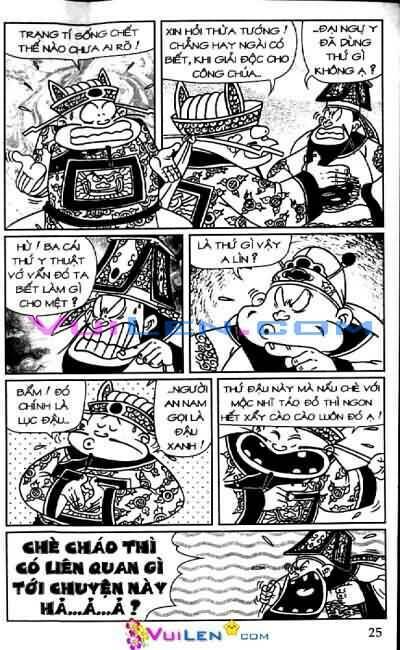 TRẠNG TÍ SỐNG CHẾT
THẾ NÀO CHƯA AI RÕ!
XIN HỎI THỪA TƯỚNG!
CHẲNG HAY NGÀI CÓ
BIẾT, KHI GIẢI ĐỘC CHO
CÔNG CHÚA...
...ĐẠI NGỰ Y
ĐÃ DÙNG
THỨ GÌ
KHÔNG Ạ?
HỪ! BA CÁI
THỨ Y THUẬT
VỚ VẨN ĐÓ TA
BIẾT LÀM GÌ
CHO MỆT?
LÀ THỨ GÌ VẬY
A LÌN?
VuiLen.com
BẨM! ĐÓ
CHÍNH LÀ
LỤC ĐẬU...
...NGƯỜI
AN NAM
GỌI LÀ
ĐẬU
XANH!
THỨ ĐẬU NÀY MÀ NẤU CHÈ VỚI
MỘC NHĨ TÁO ĐỎ THÌ NGON
HẾT XẨY CÀO CÀO LUÔN ĐÓ Ạ!
CHÈ CHÁO THÌ
CÓ LIÊN QUAN GÌ
TỚI CHUYỆN NÀY
HẢ...Ả...Ả?
25
VuiLen.com